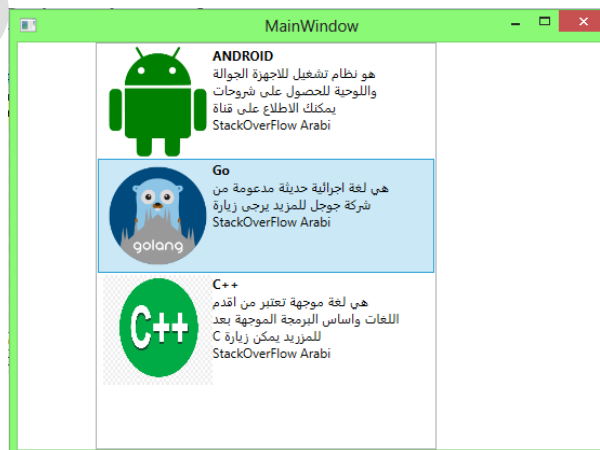 MainWindow
ANDROID
هو نظام تشغيل للاجهزة الجوالة
واللوحية للحصول على شروحات
يمكنك الاطلاع على قناة
StackOverFlow Arabi
Go
هي لغة اجرائية حديثة مدعومة من
شركة جوجل للمزيد يرجى زيارة
StackOverFlow Arabi
golang
C++
هي لغة موجهة تعتبر من اقدم
اللغات واساس البرمجة الموجهة بعد
C للمزريد يمكن زيارة
StackOverFlow Arabi
C++